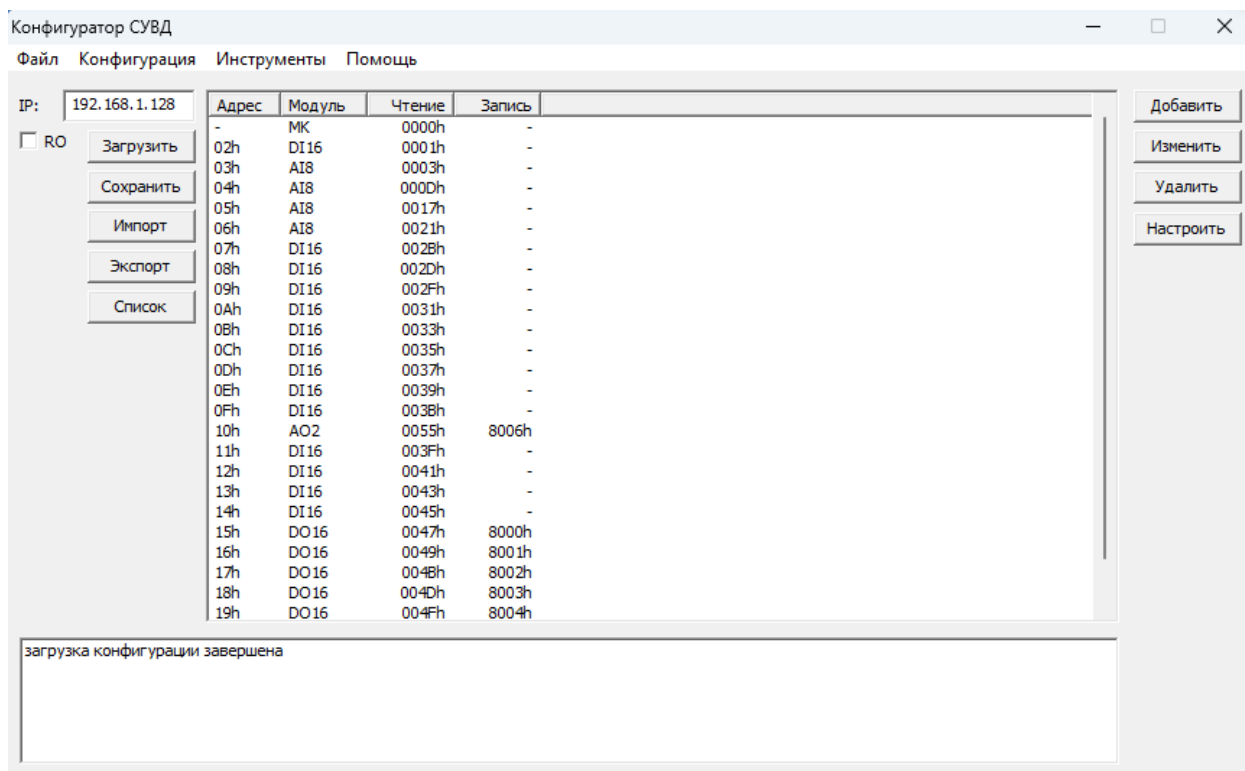 Конфигуратор СУВД
Файл Конфигурация Инструменты Помощь
IP: 192.168.1.128
RO
Загрузить
Сохранить
Импорт
Экспорт
Список
Адрес Модуль Чтение Запись
- МК 0000h -
02h DI16 0001h -
03h AI8 0003h -
04h AI8 000Dh -
05h AI8 0017h -
06h AI8 0021h -
07h DI16 002Bh -
08h DI16 002Dh -
09h DI16 002Fh -
0Ah DI16 0031h -
0Bh DI16 0033h -
0Ch DI16 0035h -
0Dh DI16 0037h -
0Eh DI16 0039h -
0Fh DI16 003Bh -
10h AO2 0055h 8006h
11h DI16 003Fh -
12h DI16 0041h -
13h DI16 0043h -
14h DI16 0045h -
15h DO16 0047h 8000h
16h DO16 0049h 8001h
17h DO16 004Bh 8002h
18h DO16 004Dh 8003h
19h DO16 004Fh 8004h
Добавить
Изменить
Удалить
Настроить
загрузка конфигурации завершена